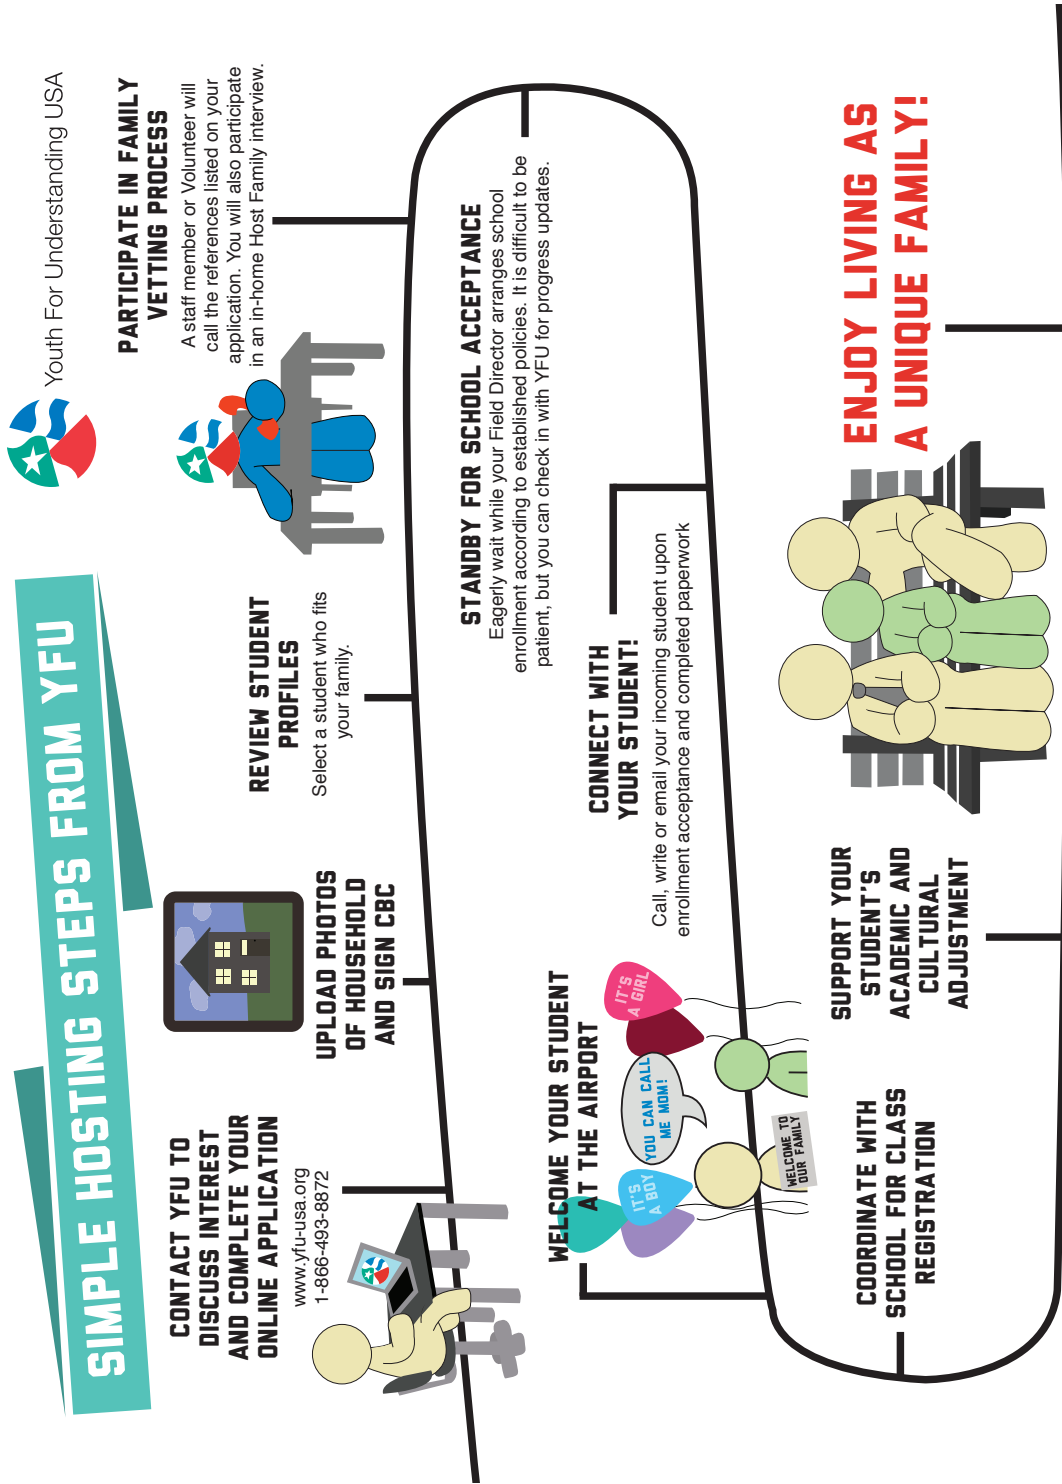 SIMPLE HOSTING STEPS FROM YFU
Youth For Understanding USA
CONTACT YFU TO
DISCUSS INTEREST
AND COMPLETE YOUR
ONLINE APPLICATION
www.yfu-usa.org
1-866-493-8872
UPLOAD PHOTOS
OF HOUSEHOLD
AND SIGN CBC
REVIEW STUDENT
PROFILES
Select a student who fits
your family.
PARTICIPATE IN FAMILY
VETTING PROCESS
A staff member or Volunteer will
call the references listed on your
application. You will also participate
in an in-home Host Family interview.
STANDBY FOR SCHOOL ACCEPTANCE
Eagerly wait while your Field Director arranges school
enrollment according to established policies. It is difficult to be
patient, but you can check in with YFU for progress updates.
CONNECT WITH
YOUR STUDENT!
Call, write or email your incoming student upon
enrollment acceptance and completed paperwork
WELCOME YOUR STUDENT
AT THE AIRPORT
IT'S
A BOY
YOU CAN CALL
ME MOM!
IT'S
A GIRL
WELCOME TO
OUR FAMILY
COORDINATE WITH
SCHOOL FOR CLASS
REGISTRATION
SUPPORT YOUR
STUDENT'S
ACADEMIC AND
CULTURAL
ADJUSTMENT
ENJOY LIVING AS
A UNIQUE FAMILY!